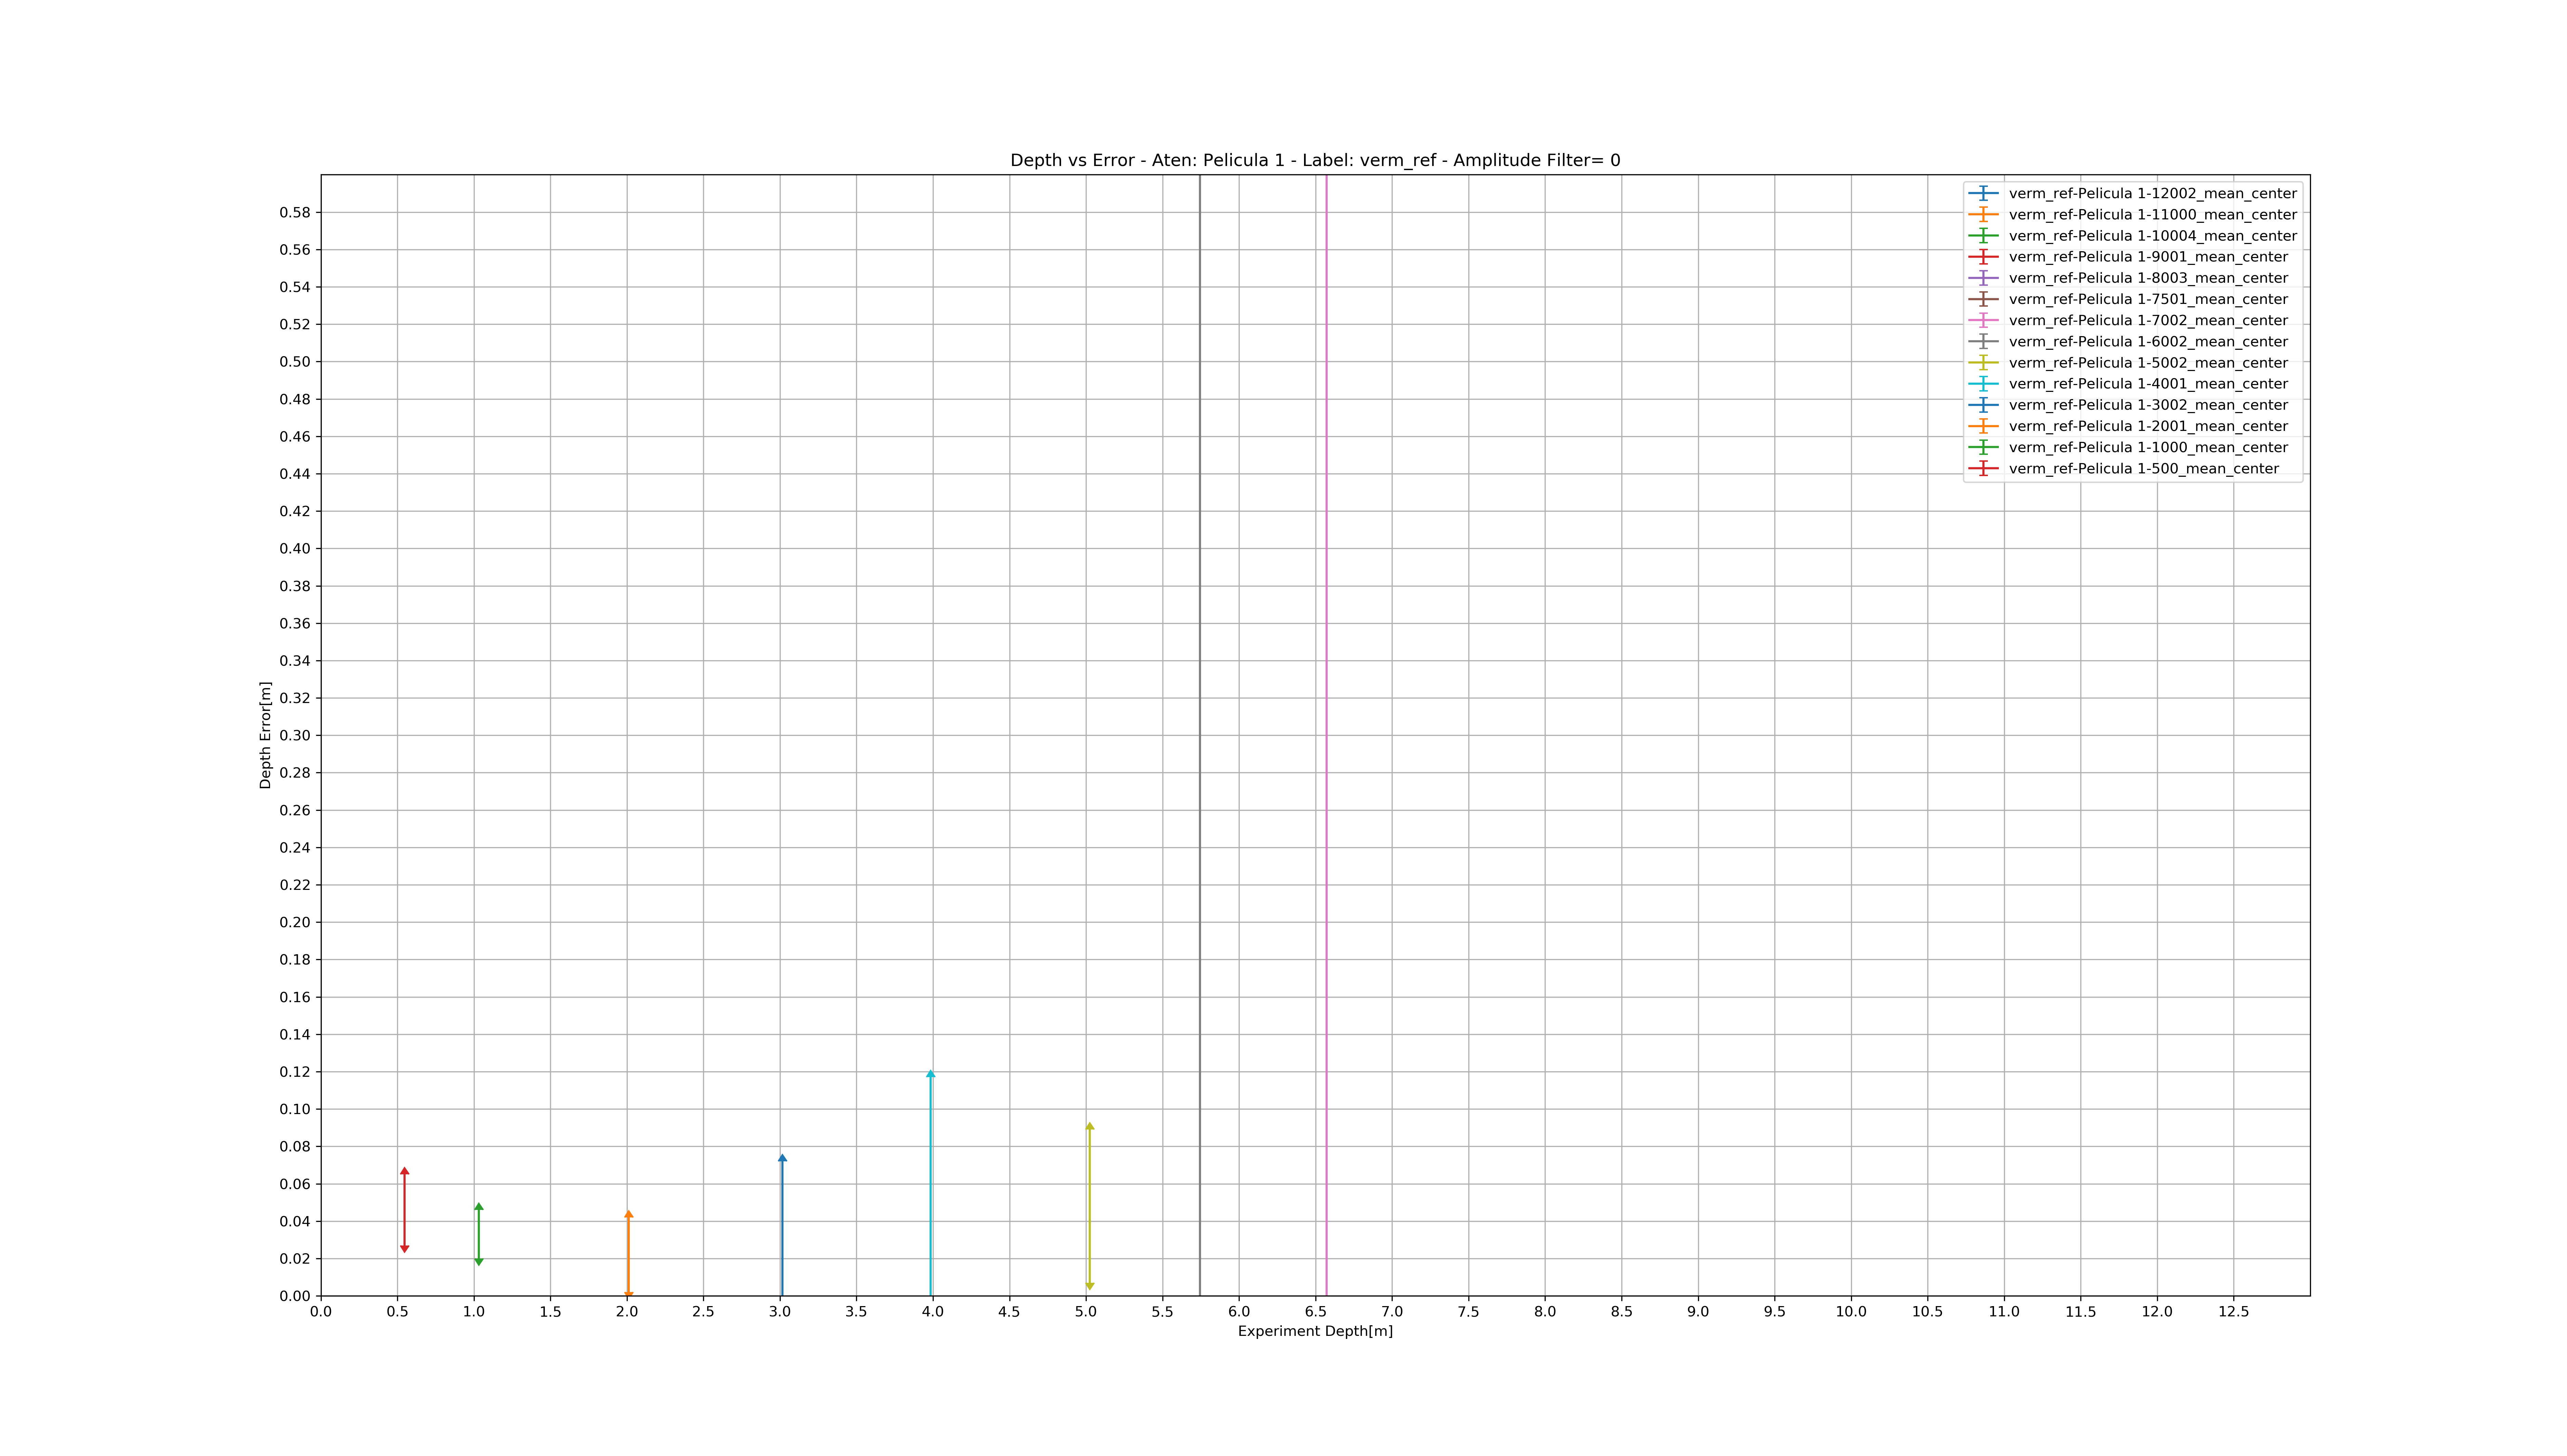 Depth vs Error - Aten: Pelicula 1 - Label: verm_ref - Amplitude Filter= 0
verm_ref-Pelicula 1-12002_mean_center
verm_ref-Pelicula 1-11000_mean_center
verm_ref-Pelicula 1-10004_mean_center
verm_ref-Pelicula 1-9001_mean_center
verm_ref-Pelicula 1-8003_mean_center
verm_ref-Pelicula 1-7501_mean_center
verm_ref-Pelicula 1-7002_mean_center
verm_ref-Pelicula 1-6002_mean_center
verm_ref-Pelicula 1-5002_mean_center
verm_ref-Pelicula 1-4001_mean_center
verm_ref-Pelicula 1-3002_mean_center
verm_ref-Pelicula 1-2001_mean_center
verm_ref-Pelicula 1-1000_mean_center
verm_ref-Pelicula 1-500_mean_center
0.58
0.56
0.54
0.52
0.50
0.48
0.46
0.44
0.42
0.40
0.38
0.36
0.34
0.32
0.30
0.28
0.26
0.24
0.22
0.20
0.18
0.16
0.14
0.12
0.10
0.08
0.06
0.04
0.02
0.00
Depth Error[m]
0.0 0.5 1.0 1.5 2.0 2.5 3.0 3.5 4.0 4.5 5.0 5.5 6.0 6.5 7.0 7.5 8.0 8.5 9.0 9.5 10.0 10.5 11.0 11.5 12.0 12.5
Experiment Depth[m]